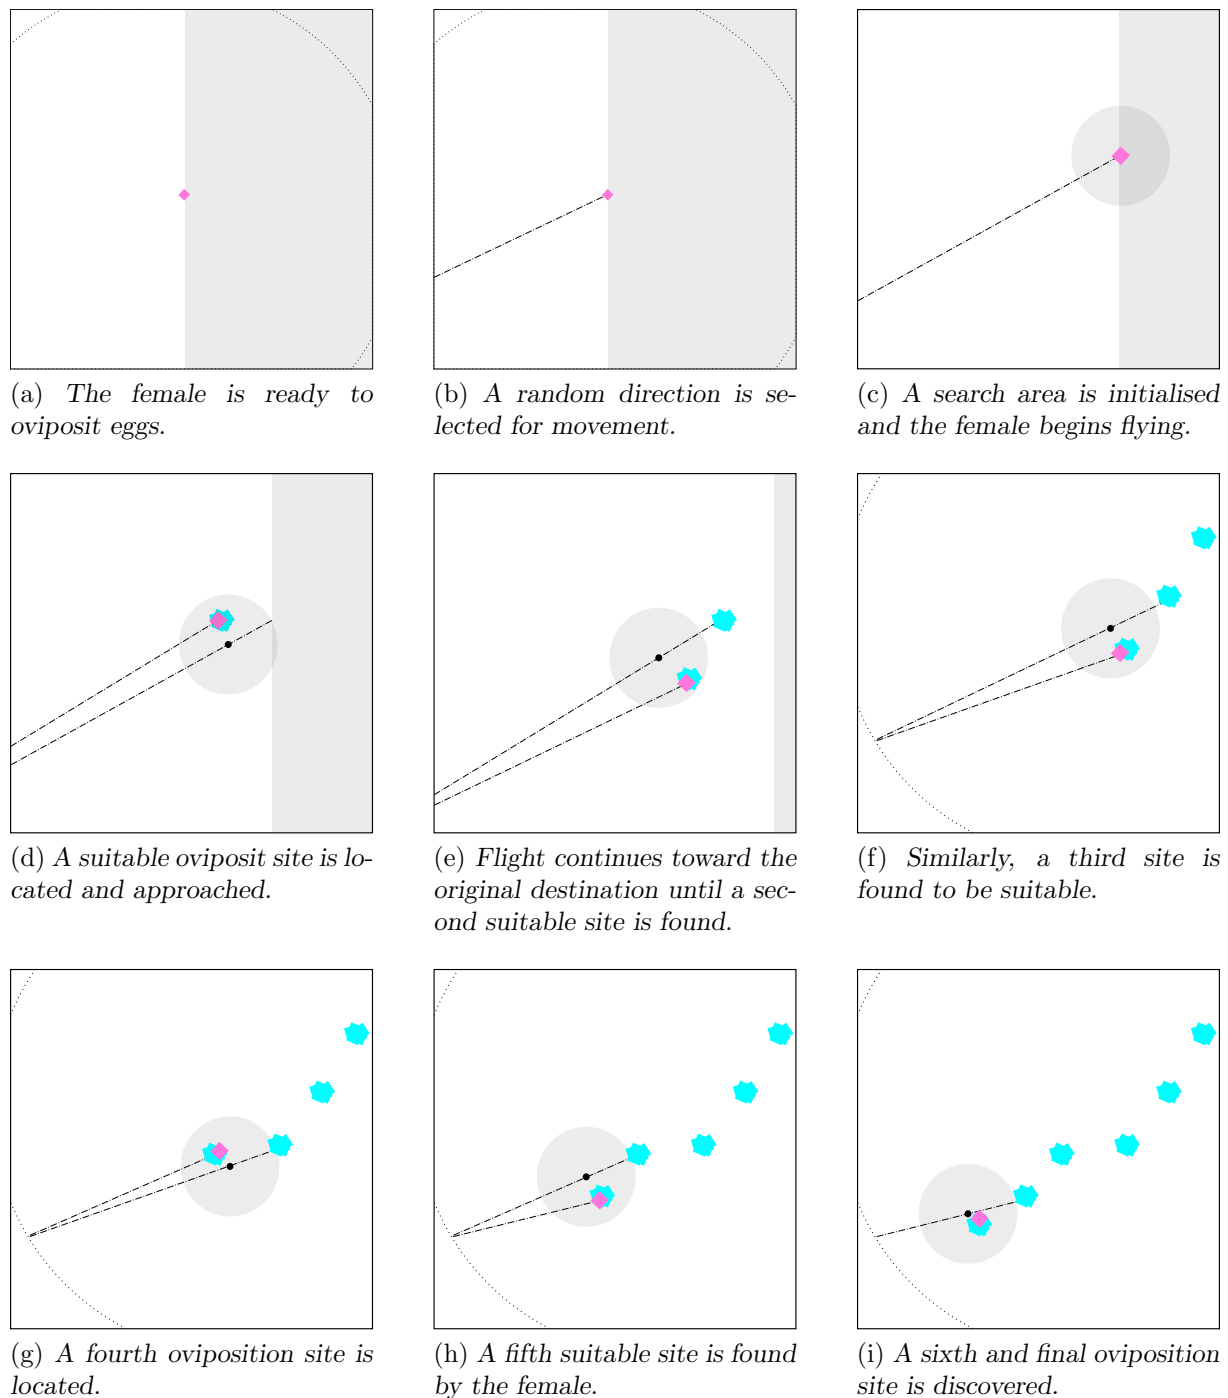 (a) The female is ready to
oviposit eggs.
(b) A random direction is se-
lected for movement.
(c) A search area is initialised
and the female begins flying.
(d) A suitable oviposit site is lo-
cated and approached.
(e) Flight continues toward the
original destination until a sec-
ond suitable site is found.
(f) Similarly, a third site is
found to be suitable.
(g) A fourth oviposition site is
located.
(h) A fifth suitable site is found
by the female.
(i) A sixth and final oviposition
site is discovered.